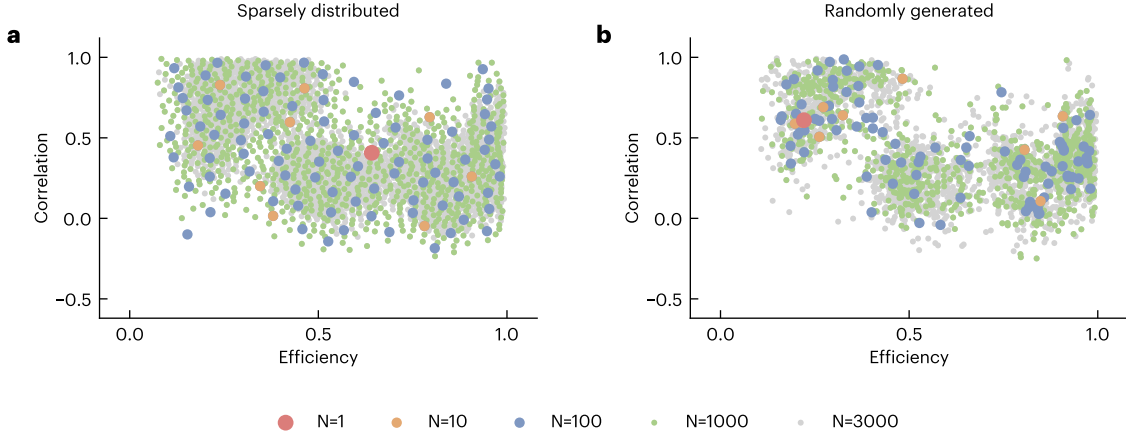 Sparsely distributed
Randomly generated
a
b
1.0
0.5
0.0
−0.5
Correlation
0.0
0.5
1.0
Efficiency
1.0
0.5
0.0
−0.5
Correlation
0.0
0.5
1.0
Efficiency
N=1
N=10
N=100
N=1000
N=3000